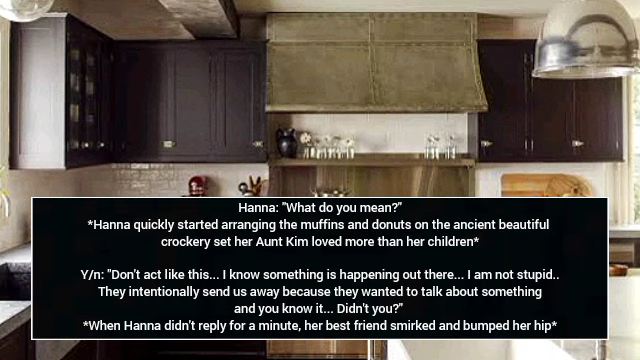 Hanna: "What do you mean?"
*Hanna quickly started arranging the muffins and donuts on the ancient beautiful
crockery set her Aunt Kim loved more than her children*
Y/n: "Don't act like this... I know something is happening out there... I am not stupid..
They intentionally send us away because they wanted to talk about something
and you know it... Didn't you?"
*When Hanna didn't reply for a minute, her best friend smirked and bumped her hip*